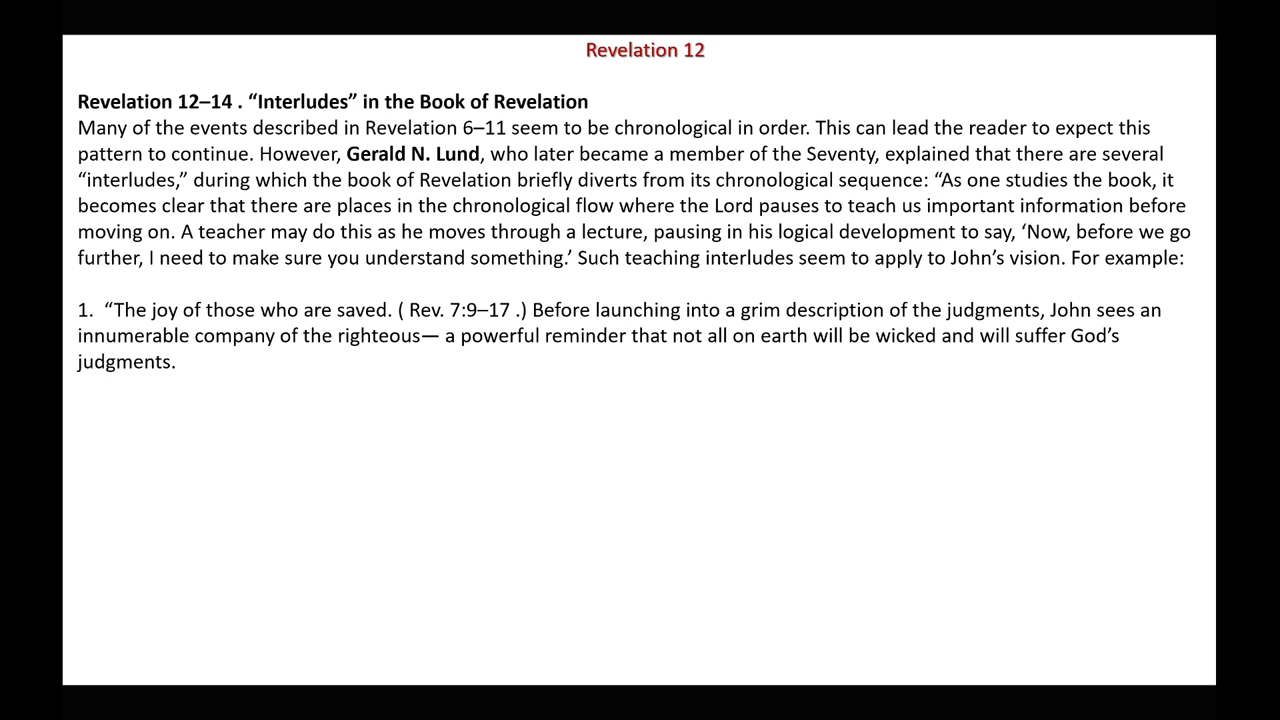 Revelation 12
Revelation 12–14 . “Interludes” in the Book of Revelation
Many of the events described in Revelation 6–11 seem to be chronological in order. This can lead the reader to expect this
pattern to continue. However, Gerald N. Lund, who later became a member of the Seventy, explained that there are several
“interludes,” during which the book of Revelation briefly diverts from its chronological sequence: “As one studies the book, it
becomes clear that there are places in the chronological flow where the Lord pauses to teach us important information before
moving on. A teacher may do this as he moves through a lecture, pausing in his logical development to say, ‘Now, before we go
further, I need to make sure you understand something.’ Such teaching interludes seem to apply to John’s vision. For example:
1. “The joy of those who are saved. ( Rev. 7:9–17 .) Before launching into a grim description of the judgments, John sees an
innumerable company of the righteous— a powerful reminder that not all on earth will be wicked and will suffer God’s
judgments.